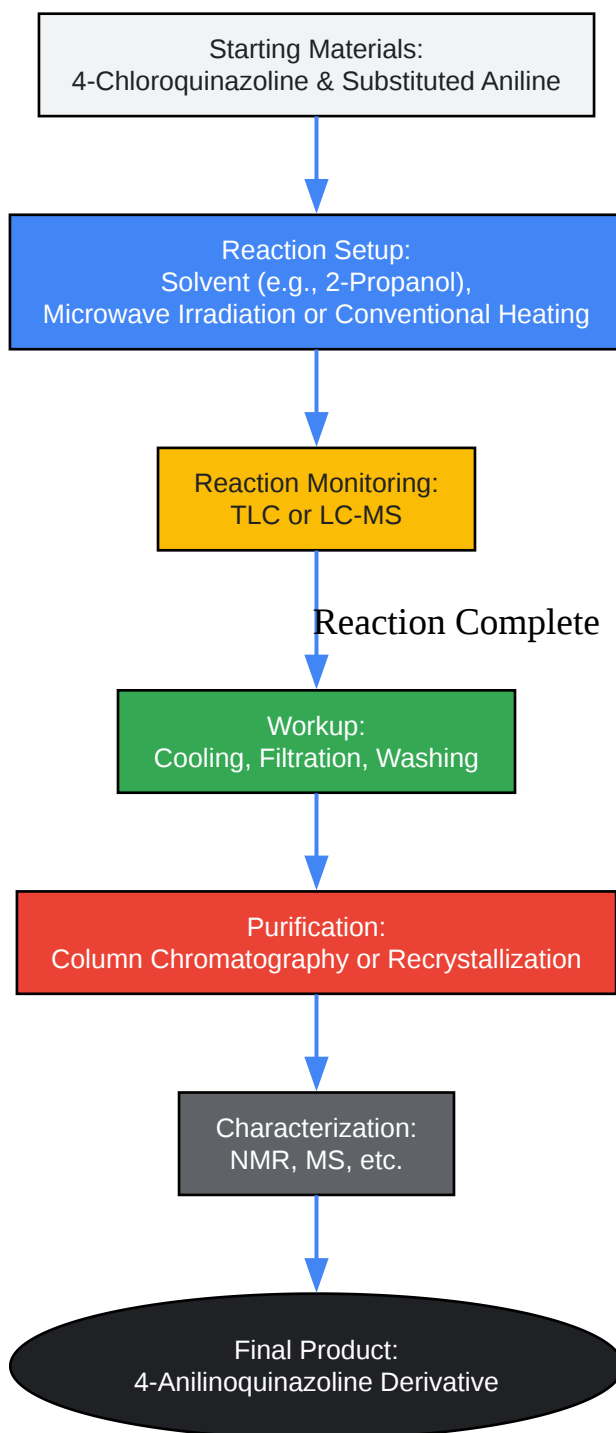 Starting Materials:
4-Chloroquinazoline & Substituted Aniline
Reaction Setup:
Solvent (e.g., 2-Propanol),
Microwave Irradiation or Conventional Heating
Reaction Monitoring:
TLC or LC-MS
Reaction Complete
Workup:
Cooling, Filtration, Washing
Purification:
Column Chromatography or Recrystallization
Characterization:
NMR, MS, etc.
Final Product:
4-Anilinoquinazoline Derivative